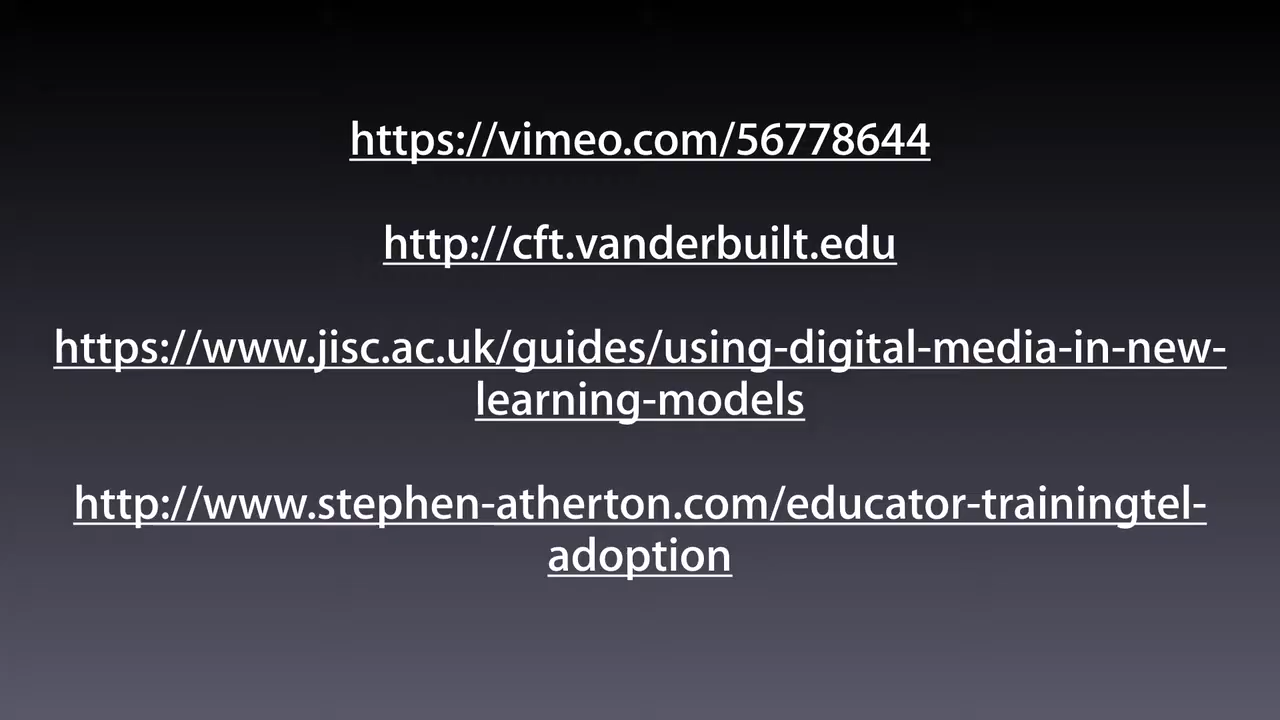 https://vimeo.com/56778644
http://cft.vanderbuilt.edu
https://www.jisc.ac.uk/guides/using-digital-media-in-new-
learning-models
http://www.stephen-atherton.com/educator-trainingtel-
adoption